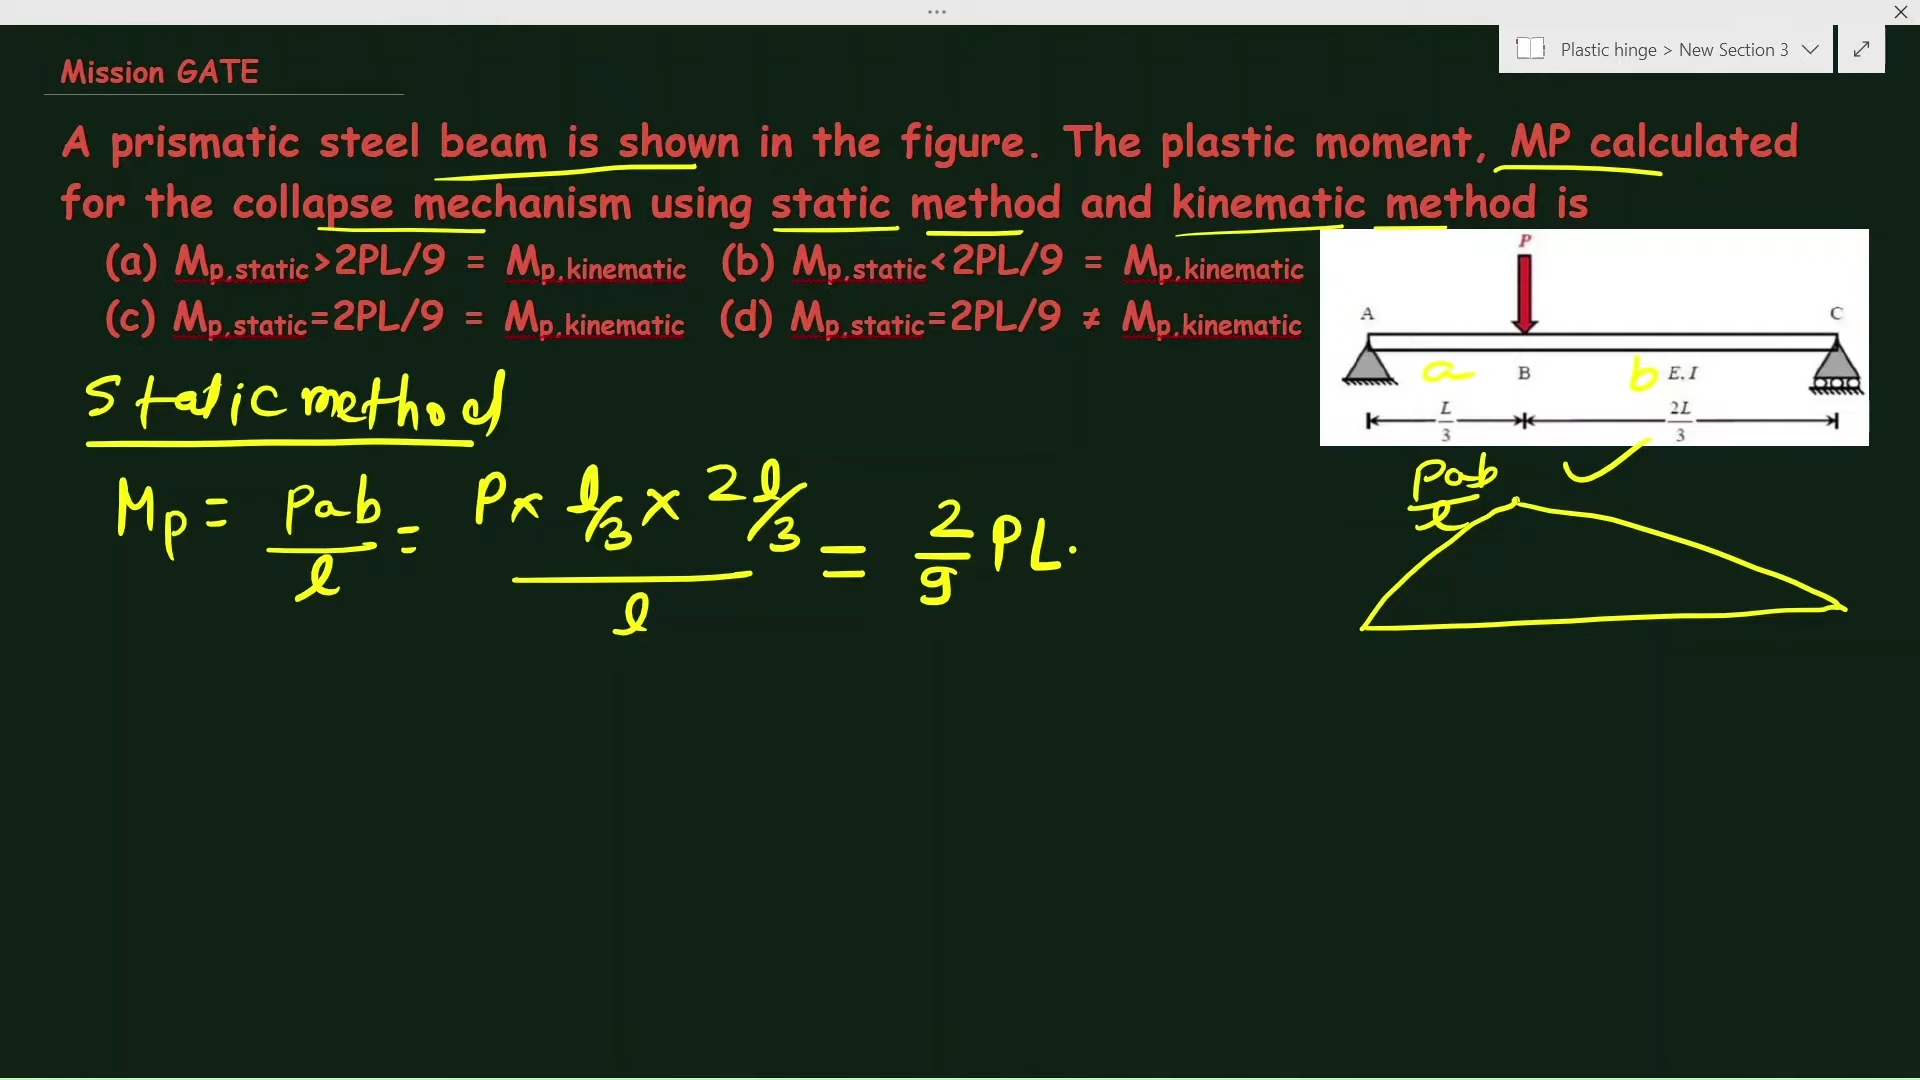 Plastic hinge > New Section 3
Mission GATE
A prismatic steel beam is shown in the figure. The plastic moment, MP calculated
for the collapse mechanism using static method and kinematic method is
(a) Mp,static>2PL/9 = Mp,kinematic (b) Mp,static<2PL/9 = Mp,kinematic
(c) Mp,static=2PL/9 = Mp,kinematic (d) Mp,static=2PL/9 ≠ Mp,kinematic
P
A C
a B b E, I
L/3 2L/3
Static method
Pab/l
Mp = Pab/l = P x l/3 x 2l/3 / l = 2/9 PL.